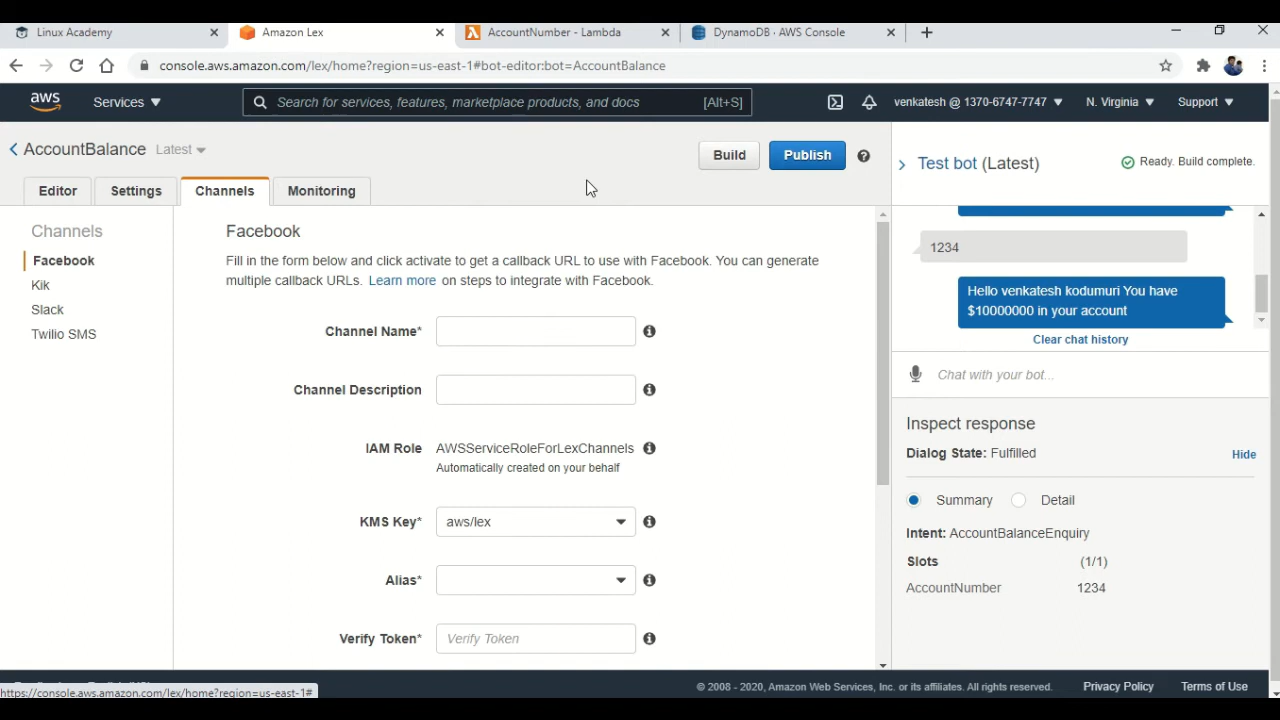 Linux Academy
Amazon Lex
AccountNumber - Lambda
DynamoDB · AWS Console
console.aws.amazon.com/lex/home?region=us-east-1#bot-editor:bot=AccountBalance
aws
Services
Search for services, features, marketplace products, and docs
[Alt+S]
venkatesh @ 1370-6747-7747
N. Virginia
Support
AccountBalance
Latest
Build
Publish
Test bot (Latest)
Ready. Build complete.
Editor
Settings
Channels
Monitoring
Channels
Facebook
Kik
Slack
Twilio SMS
Facebook
Fill in the form below and click activate to get a callback URL to use with Facebook. You can generate
multiple callback URLs. Learn more on steps to integrate with Facebook.
Channel Name*
Channel Description
IAM Role
AWSServiceRoleForLexChannels
Automatically created on your behalf
KMS Key*
aws/lex
Alias*
Verify Token*
Verify Token
1234
Hello venkatesh kodumuri You have
$10000000 in your account
Clear chat history
Chat with your bot...
Inspect response
Dialog State: Fulfilled
Hide
Summary
Detail
Intent: AccountBalanceEnquiry
Slots
(1/1)
AccountNumber
1234
https://console.aws.amazon.com/lex/home?region=us-east-1#
© 2008 - 2020, Amazon Web Services, Inc. or its affiliates. All rights reserved.
Privacy Policy
Terms of Use